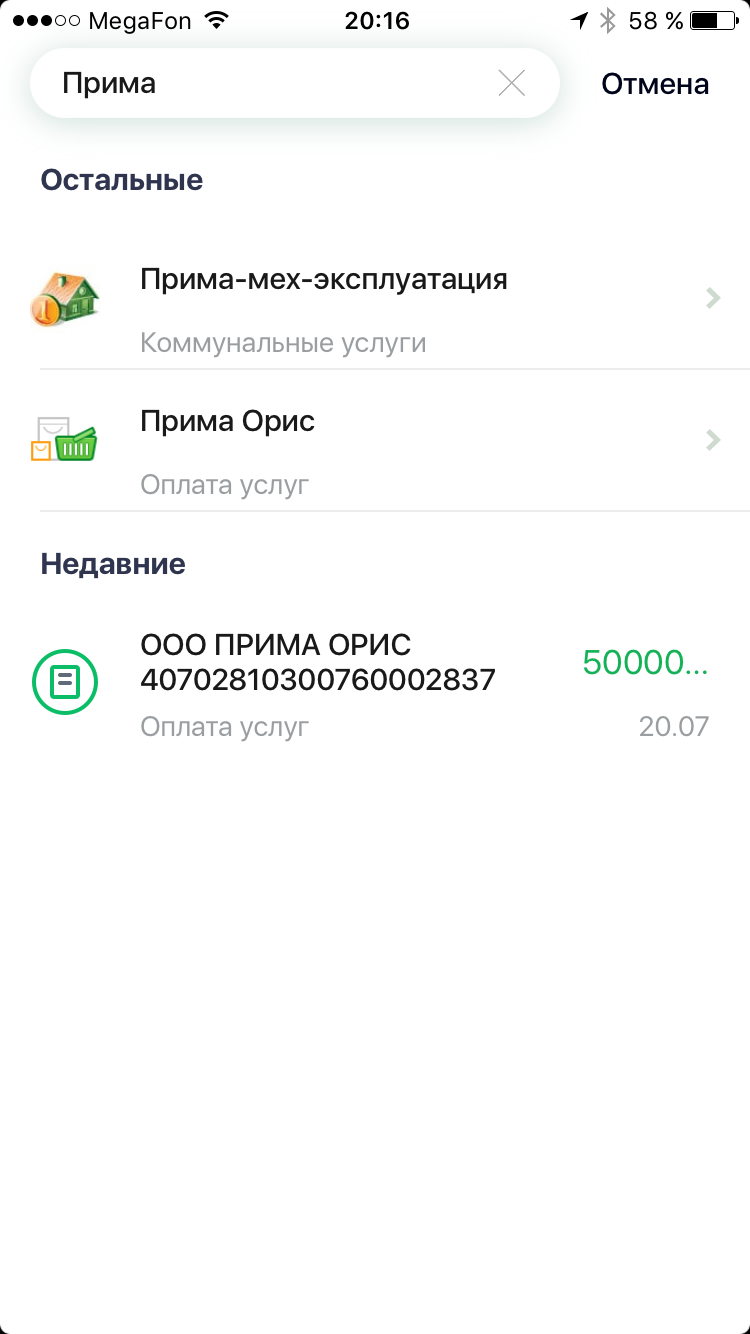 MegaFon 20:16 58 %
Прима Отмена
Остальные
Прима-мех-эксплуатация
Коммунальные услуги
Прима Орис
Оплата услуг
Недавние
ООО ПРИМА ОРИС
40702810300760002837
50000...
Оплата услуг 20.07